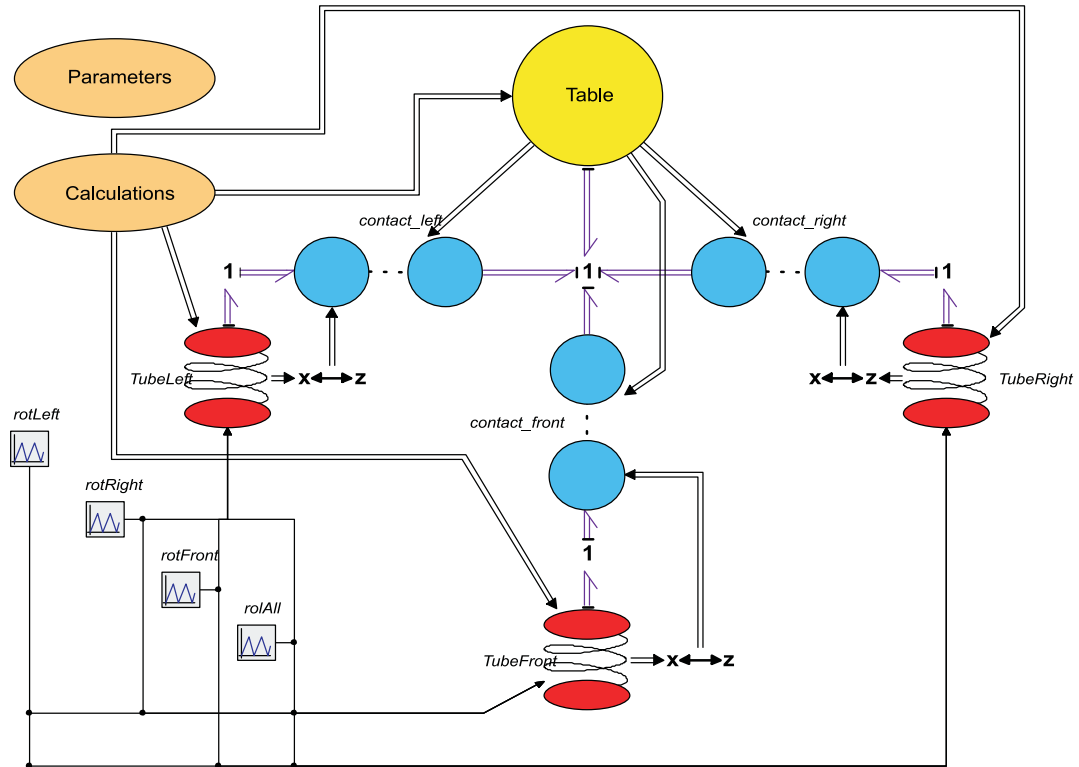 Parameters
Table
Calculations
contact_left
contact_right
1
1
1
TubeLeft
x
z
x
z
TubeRight
rotLeft
contact_front
rotRight
rotFront
1
rolAll
TubeFront
x
z